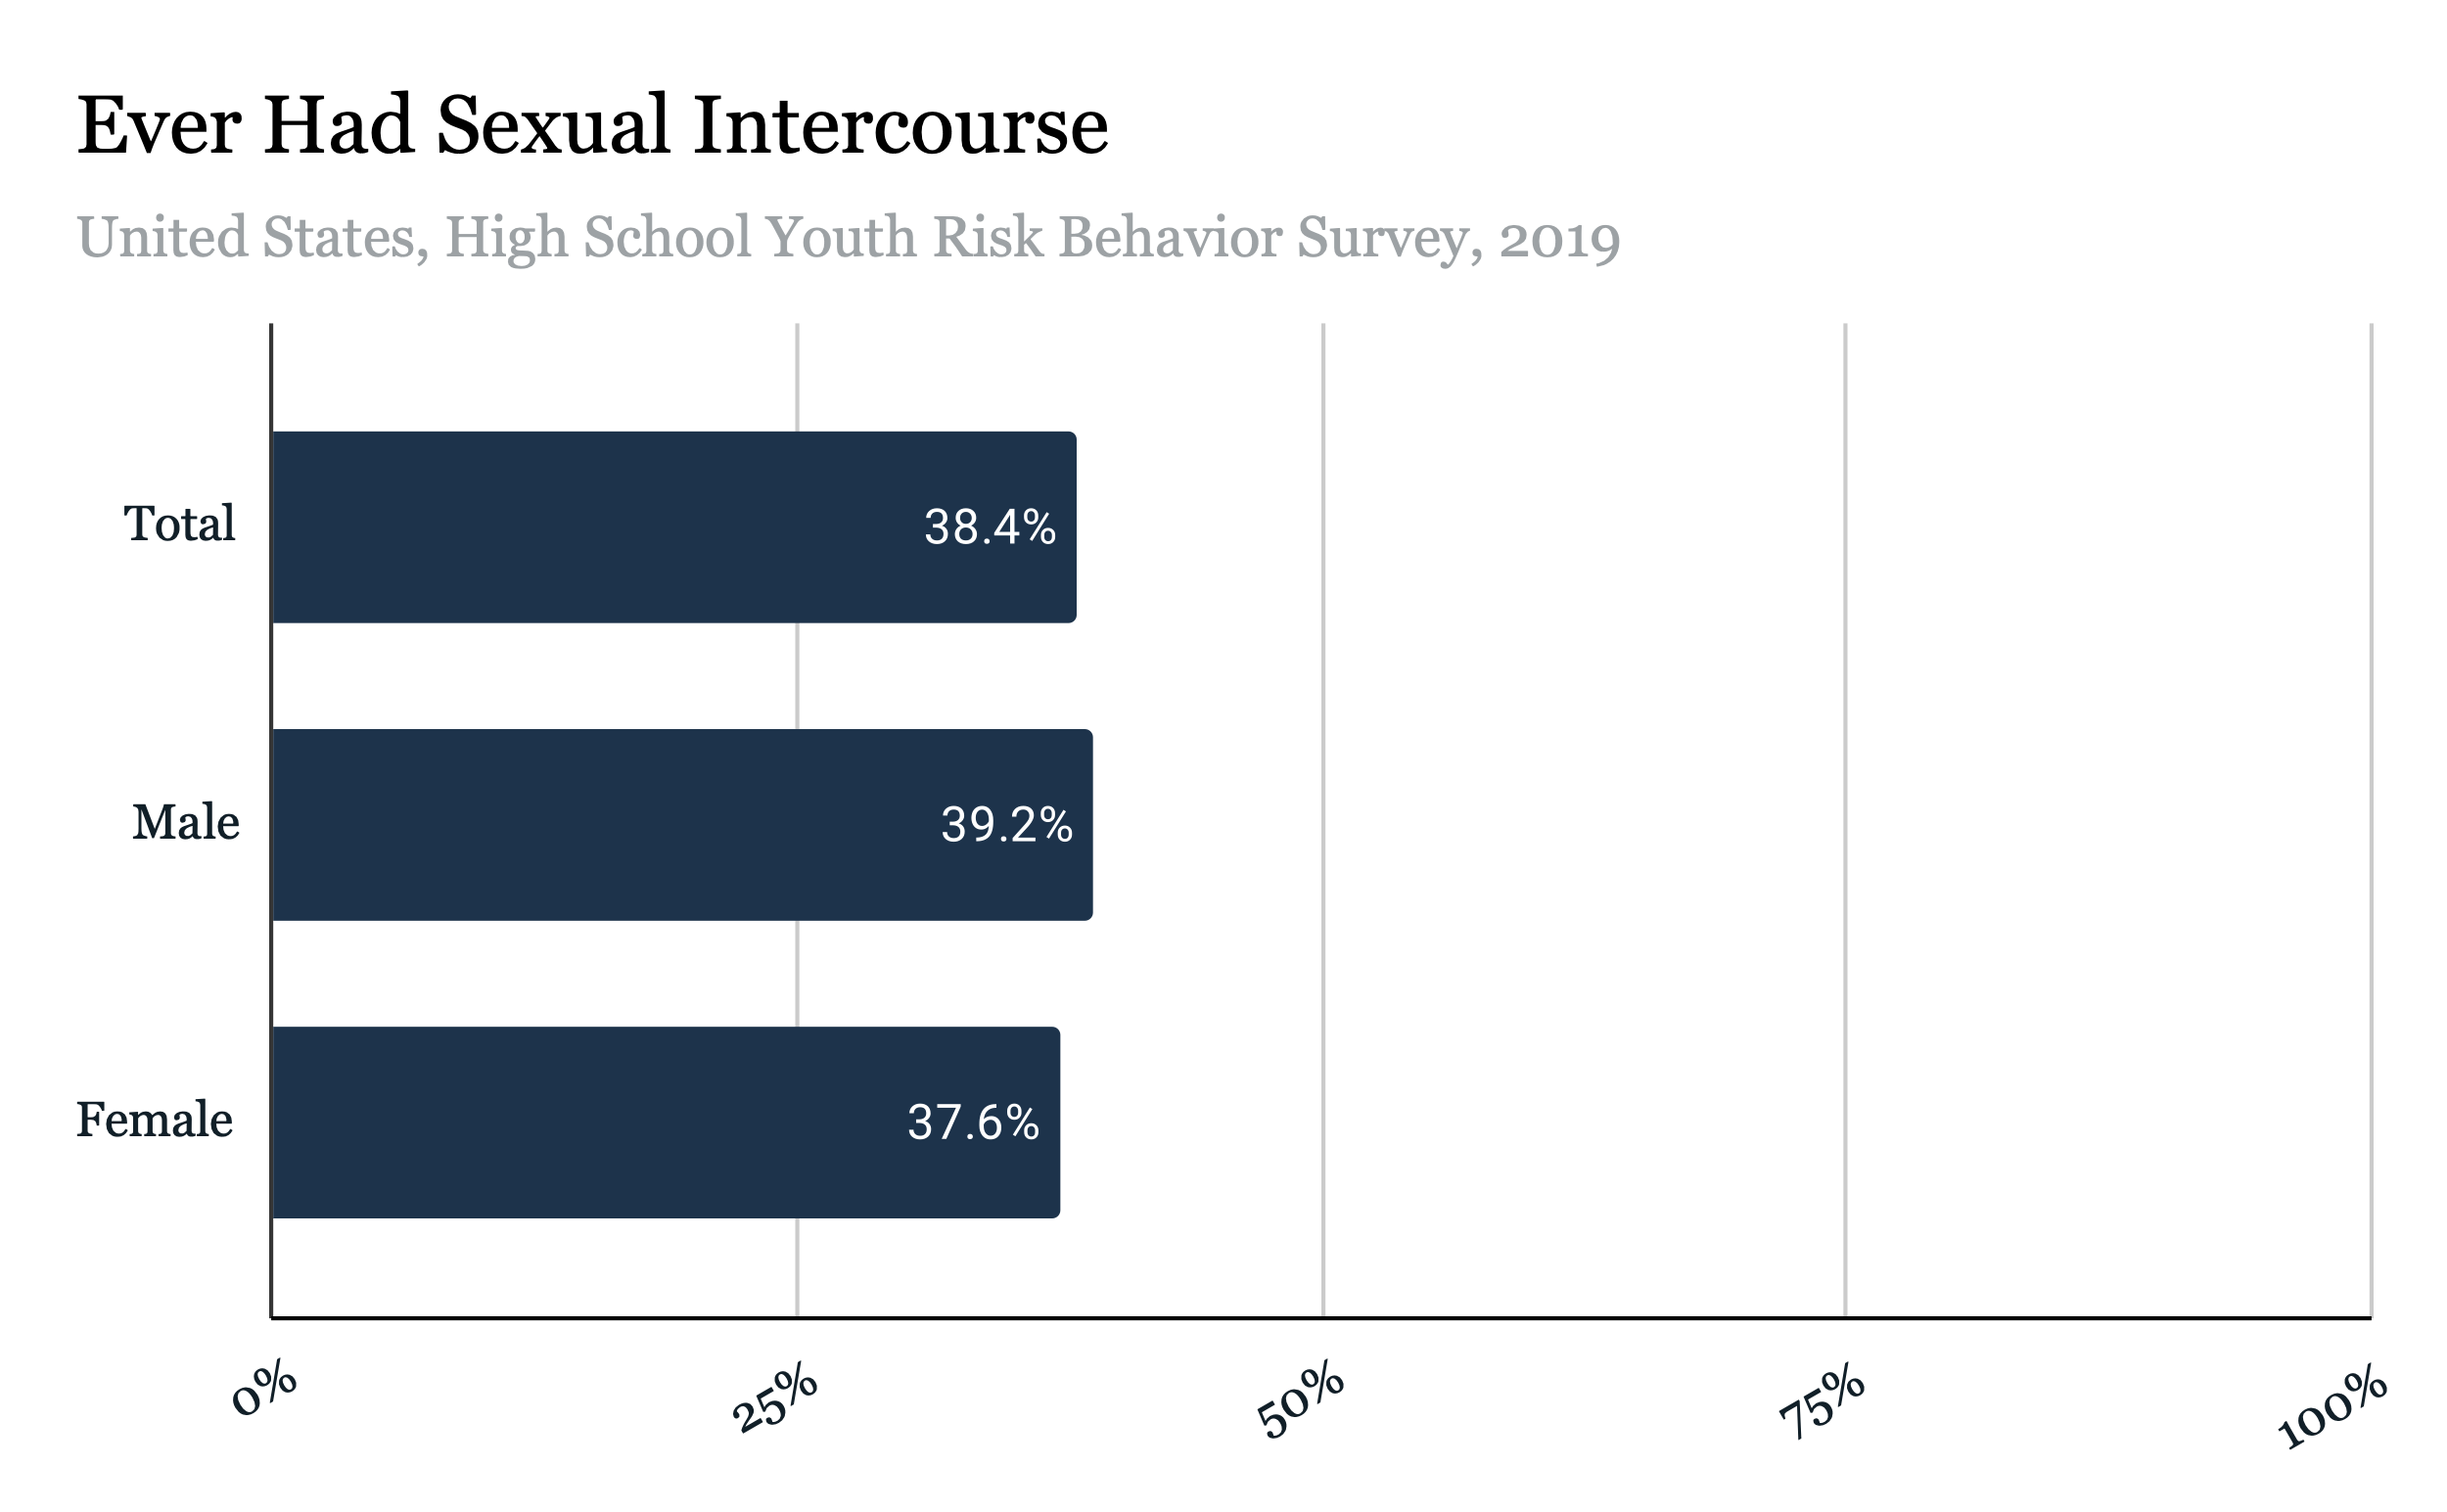 Ever Had Sexual Intercourse
United States, High School Youth Risk Behavior Survey, 2019
Total
38.4%
Male
39.2%
Female
37.6%
0%
25%
50%
75%
100%